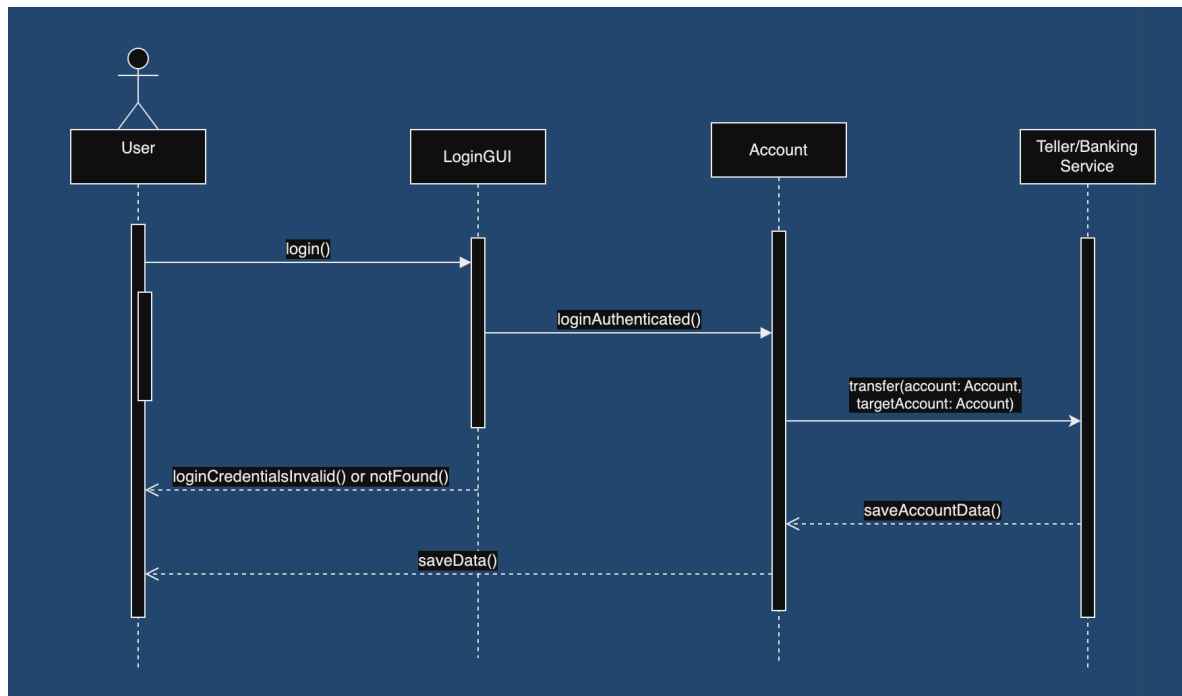 User
LoginGUI
Account
Teller/Banking
Service
login()
loginAuthenticated()
transfer(account: Account,
targetAccount: Account)
loginCredentialsInvalid() or notFound()
saveAccountData()
saveData()